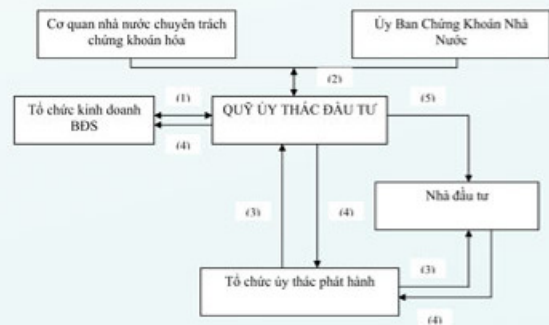 Cơ quan nhà nước chuyên trách
chứng khoán hóa
Ủy Ban Chứng Khoán Nhà
Nước
(2)
Tổ chức kinh doanh
BĐS
(1)
(4)
QUỸ ỦY THÁC ĐẦU TƯ
(5)
Nhà đầu tư
(3)
(4)
Tổ chức ủy thác phát hành
(3)
(4)